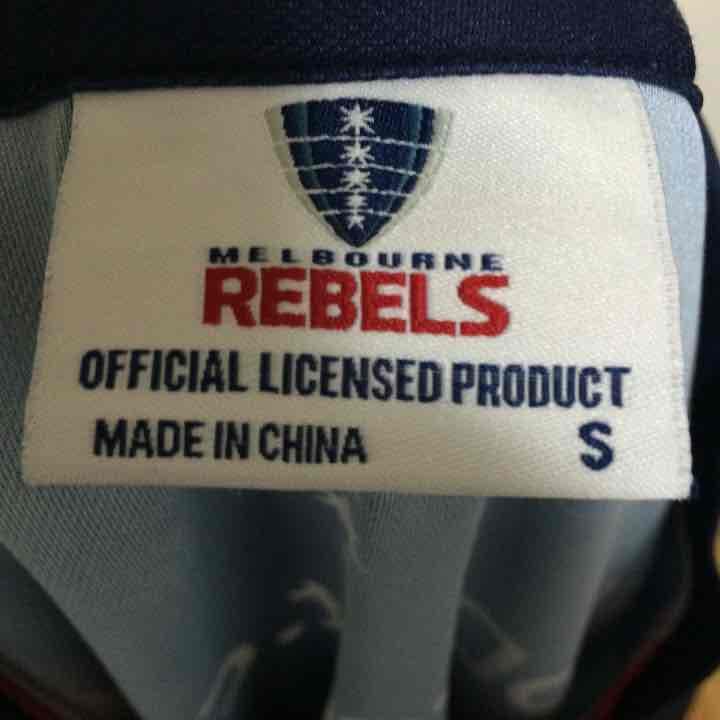 MELBOURNE
REBELS
OFFICIAL LICENSED PRODUCT
MADE IN CHINA S